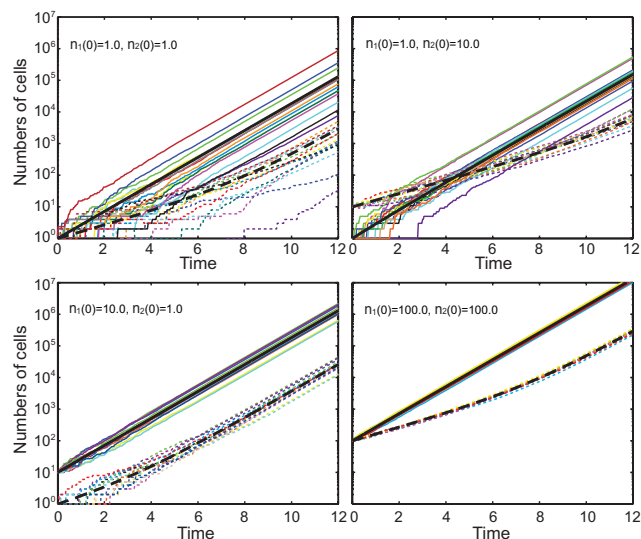 n1(0)=1.0, n2(0)=1.0
Numbers of cells
10^7
10^6
10^5
10^4
10^3
10^2
10^1
10^0
0 2 4 6 8 10 12
Time
n1(0)=1.0, n2(0)=10.0
0 2 4 6 8 10 12
Time
n1(0)=10.0, n2(0)=1.0
Numbers of cells
10^7
10^6
10^5
10^4
10^3
10^2
10^1
10^0
0 2 4 6 8 10 12
Time
n1(0)=100.0, n2(0)=100.0
0 2 4 6 8 10 12
Time